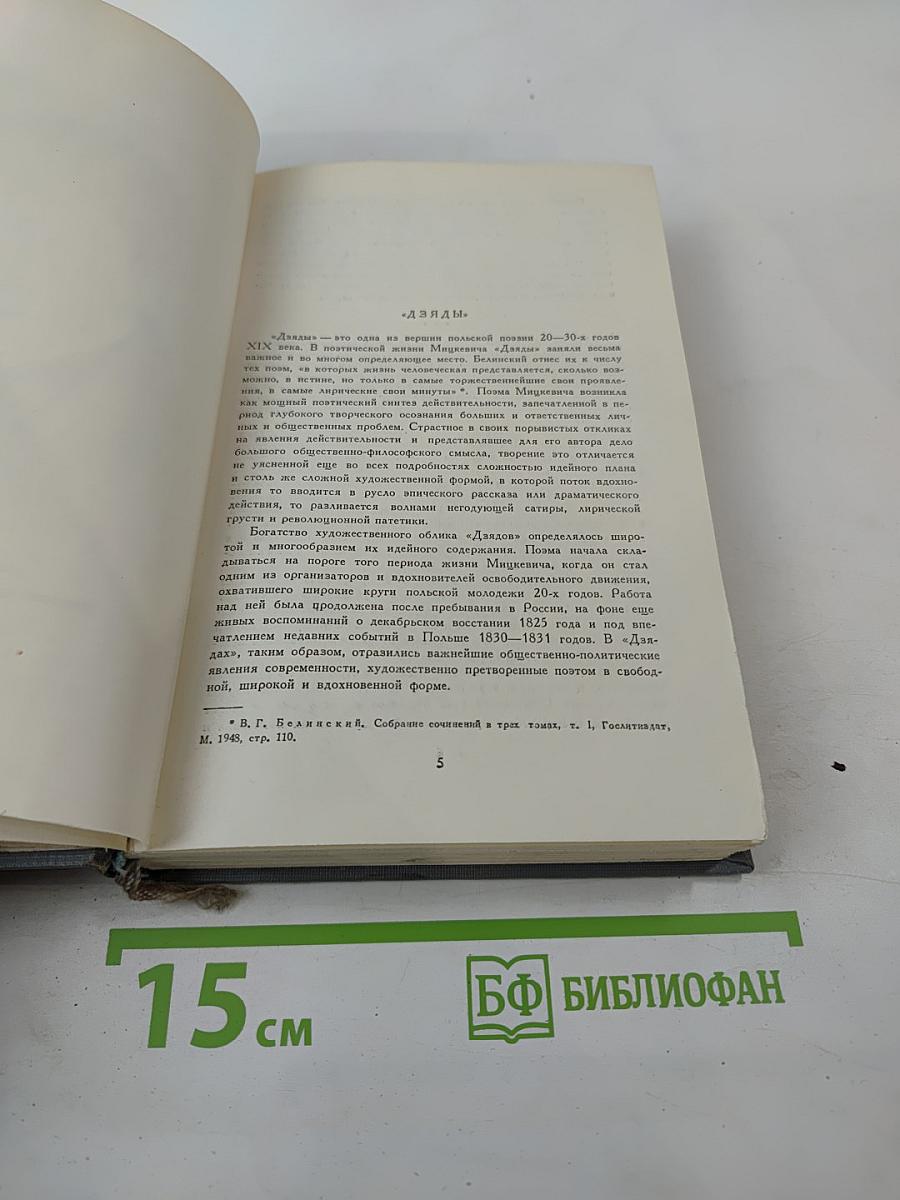 «ДЗЯДЫ»
«Дзяды» — это одна из вершин польской поэзии 20—30-х годов
XIX века. В поэтической жизни Мицкевича «Дзяды» заняли весьма
важное и во многом определяющее место. Белинский отнес их к числу
тех поэм, «в которых жизнь человеческая представляется, сколько воз-
можно, в истине, но только в самые торжественнейшие свои проявле-
ния, в самые лирические свои минуты» *. Поэма Мицкевича возникла
как мощный поэтический синтез действительности, запечатленной в пе-
риод глубокого творческого осознания больших и ответственных лич-
ных и общественных проблем. Страстное в своих порывистых откликах
на явления действительности и представлявшее для его автора дело
большого общественно-философского смысла, творение это отличается
не уясненной еще во всех подробностях сложностью идейного плана
и столь же сложной художественной формой, в которой поток вдохно-
вения то вводится в русло эпического рассказа или драматического
действия, то разливается волнами негодующей сатиры, лирической
грусти и революционной патетики.
Богатство художественного облика «Дзядов» определялось широ-
той и многообразием их идейного содержания. Поэма начала скла-
дываться на пороге того периода жизни Мицкевича, когда он стал
одним из организаторов и вдохновителей освободительного движения,
охватившего широкие круги польской молодежи 20-х годов. Работа
над ней была продолжена после пребывания в России, на фоне еще
живых воспоминаний о декабрьском восстании 1825 года и под впе-
чатлением недавних событий в Польше 1830—1831 годов. В «Дзя-
дах», таким образом, отразились важнейшие общественно-политические
явления современности, художественно претворенные поэтом в свобод-
ной, широкой и вдохновенной форме.
* В. Г. Белинский. Собрание сочинений в трех томах, т. 1, Гослитиздат,
М. 1948, стр. 110.
5
15 см
БФ БИБЛИОФАН